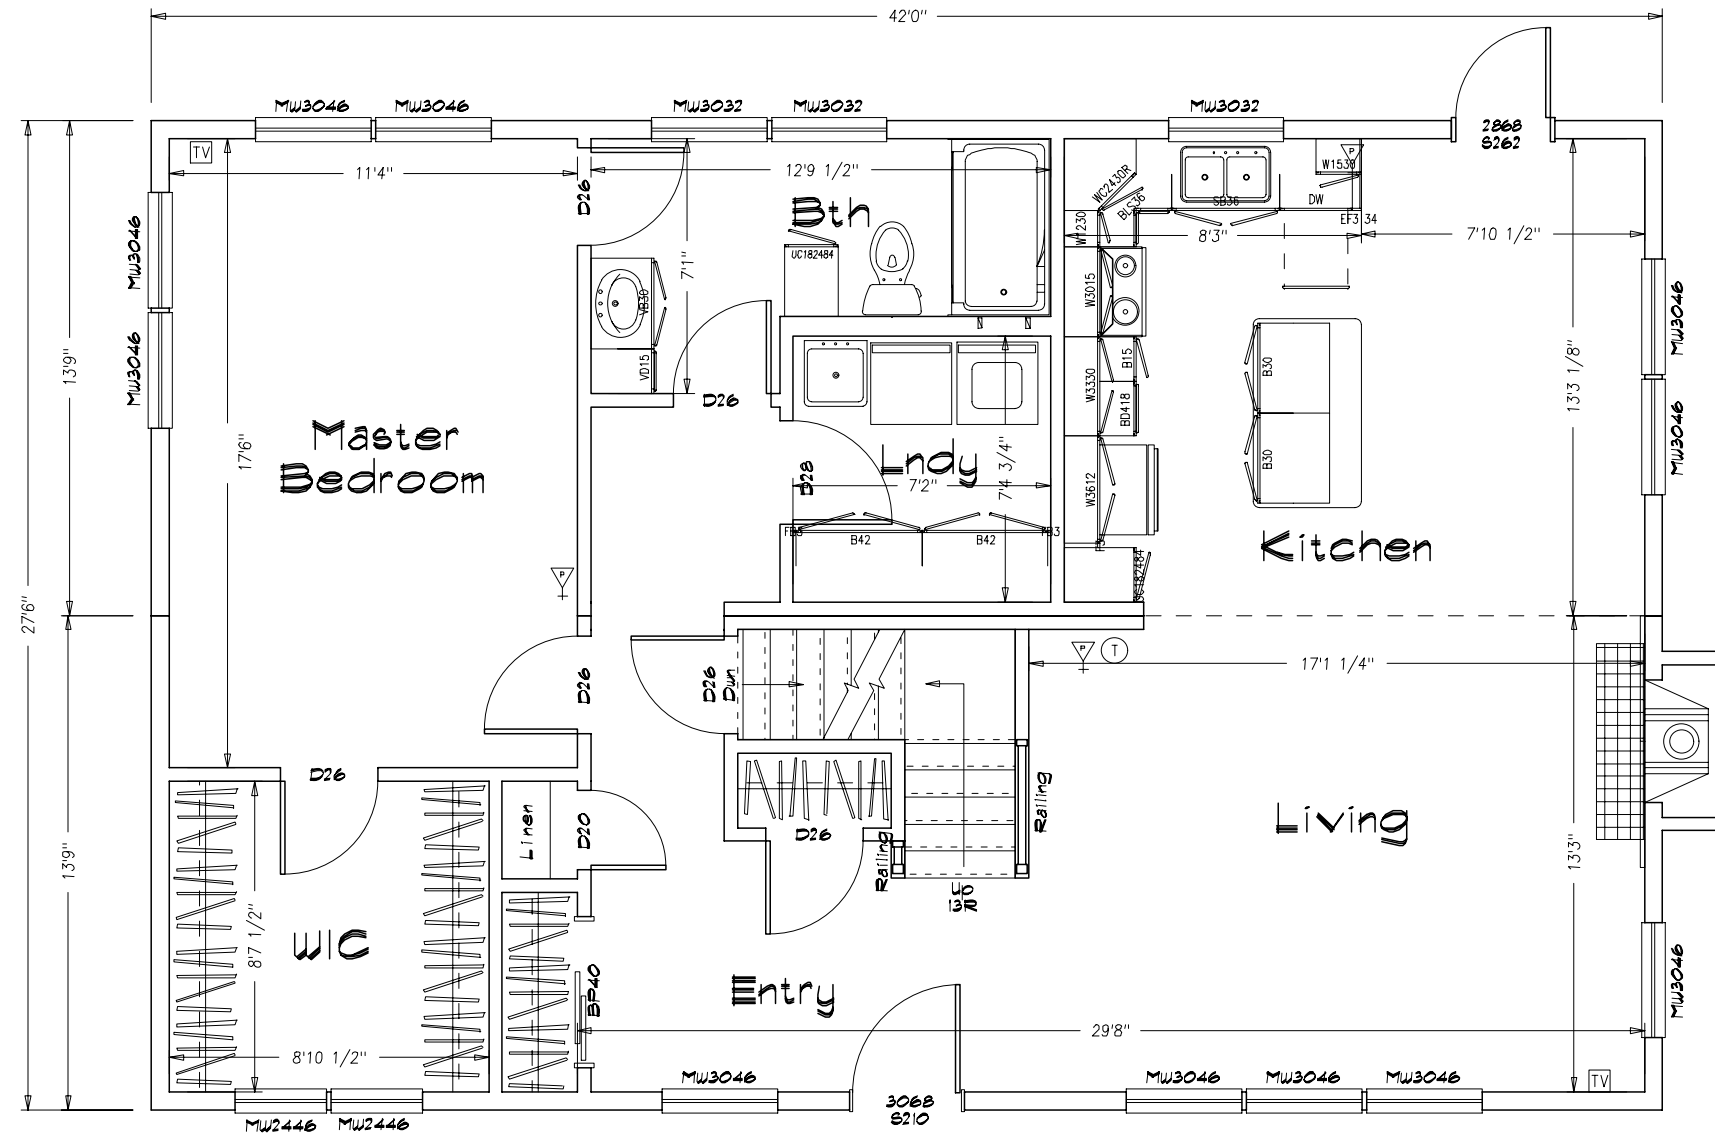 42'0"
MW3046
MW3046
MW3032
MW3032
MW3032
2868
S262
TV
11'4"
12'9 1/2"
D26
Bth
UC182484
7'1"
VB30
VD15
D26
MW3046
MW3046
13'9"
27'6"
17'6"
Master
Bedroom
WC2430R
BLS36
W1230
SB36
W1530
P
DW
EF3 34
8'3"
7'10 1/2"
W3015
B15
W3330
BD418
W3612
F3
UC182484
B30
B30
13'3 1/8"
MW3046
MW3046
Kitchen
Lndy
7'2"
7'4 3/4"
D28
FB3
B42
B42
FB3
P
P
T
17'1 1/4"
D26
D26
Dwn
D26
Linen
D20
D26
Railing
Railing
Up
13R
Living
13'3"
13'9"
WIC
8'7 1/2"
8'10 1/2"
BP40
Entry
29'8"
MW3046
TV
MW2446
MW2446
MW3046
3068
S210
MW3046
MW3046
MW3046